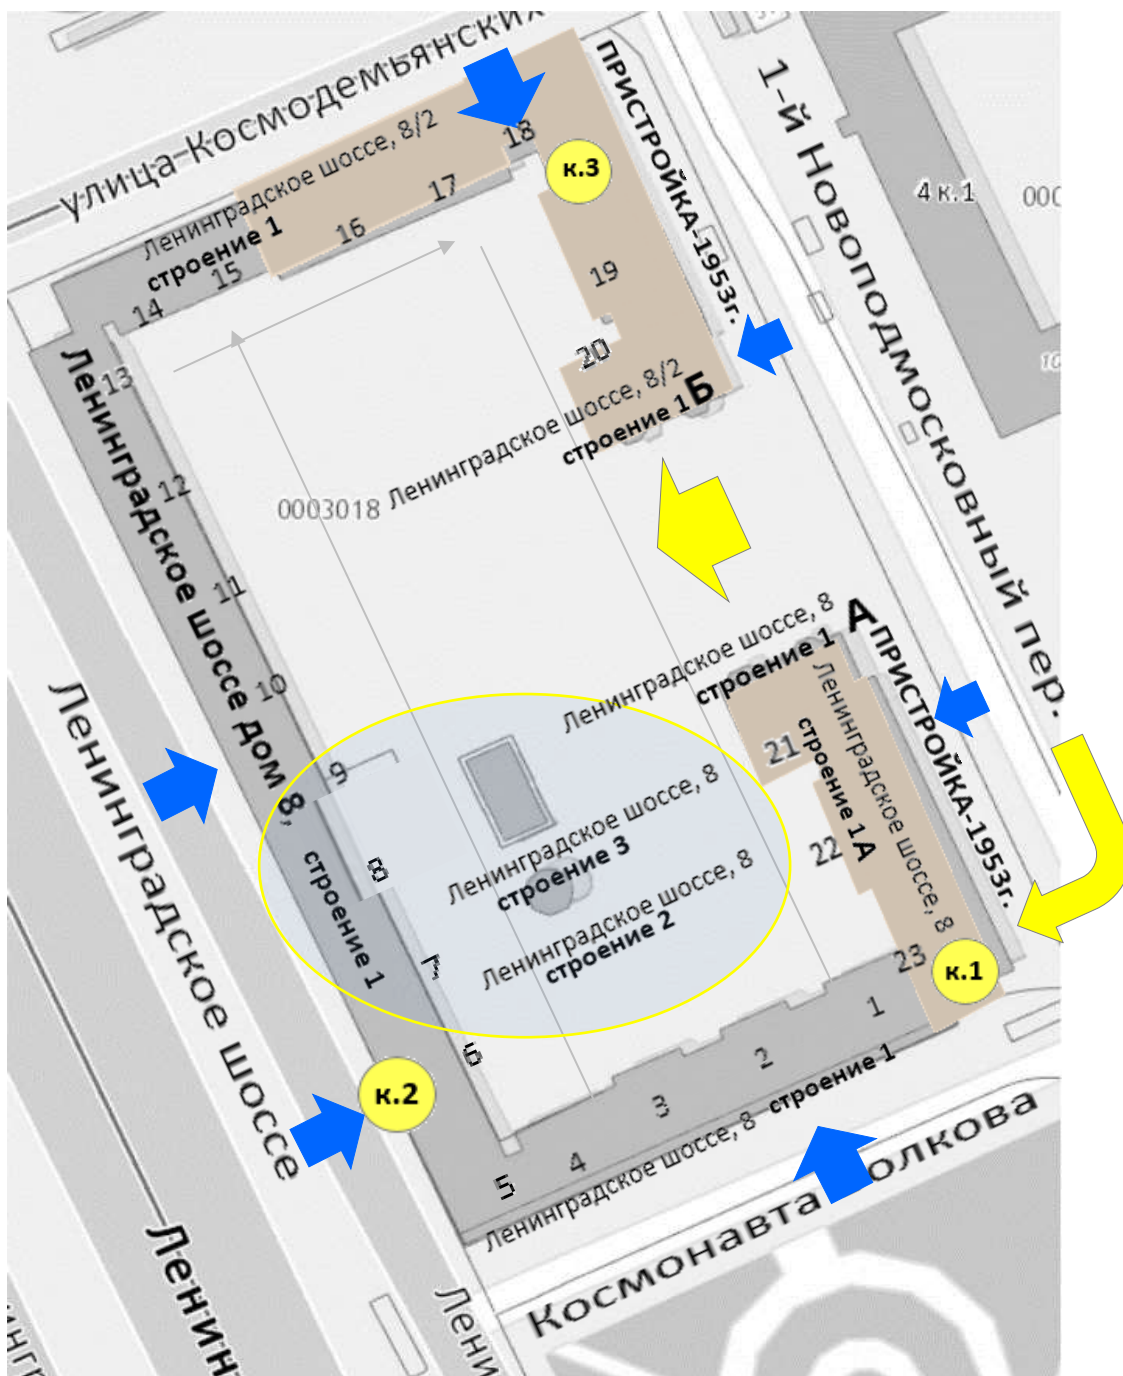 улица Космодемьянских
ПРИСТРОЙКА-1953г.
1-й Новоподмосковный пер.
Ленинградское шоссе, 8/2
строение 1
18
к.3
17
16
15
14
19
20
4 к.1
000
13
Ленинградское шоссе дом 8,
строение 1
Ленинградское шоссе, 8/2
строение 1
Б
12
0003018
11
10
Ленинградское шоссе, 8
строение 1
А
ПРИСТРОЙКА-1953г.
Ленинградское шоссе, 8
строение 1А
21
22
23
9
8
7
6
Ленинградское шоссе, 8
строение 3
Ленинградское шоссе, 8
строение 2
к.1
1
2
3
4
5
к.2
Ленинградское шоссе
Ленинградское шоссе, 8
строение 1
Космонавта
олкова
Ленин
Лени